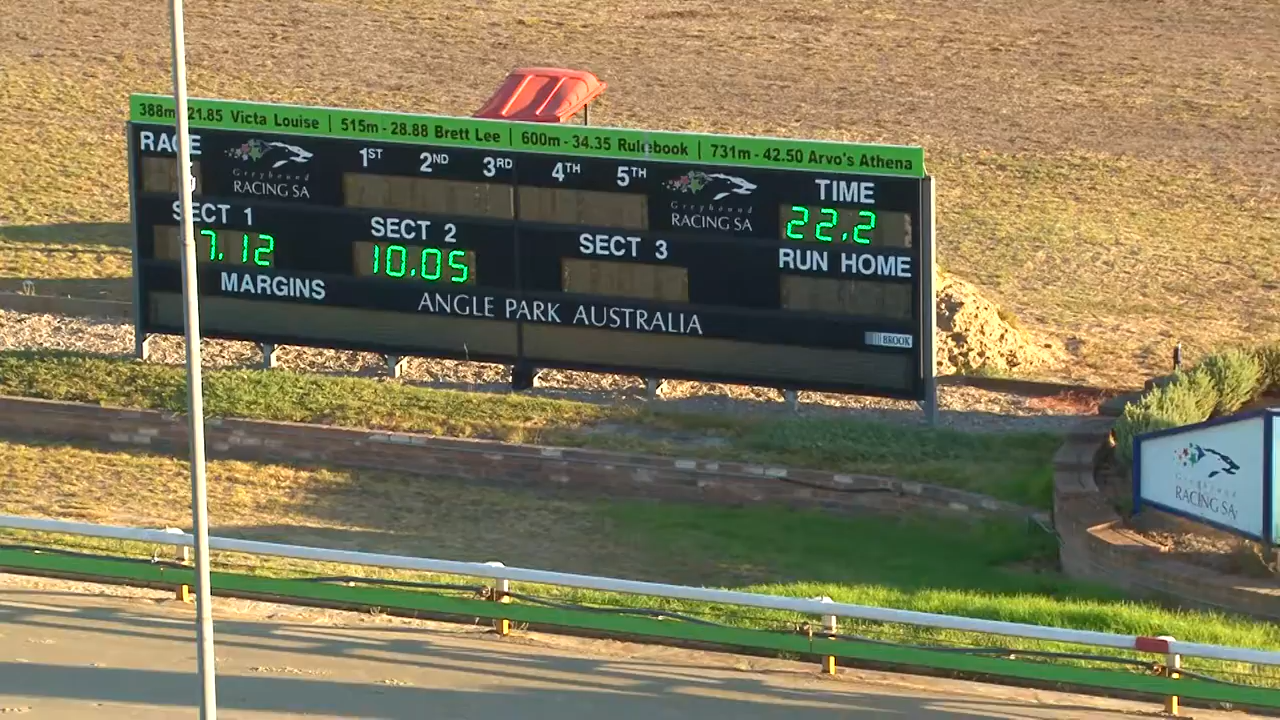 388m - 21.85 Victa Louise | 515m - 28.88 Brett Lee | 600m - 34.35 Rulebook | 731m - 42.50 Arvo's Athena
RACE
Greyhound
RACING SA
1ST 2ND 3RD 4TH 5TH
Greyhound
RACING SA
TIME
22.2
SECT 1
7.12
SECT 2
10.05
SECT 3
RUN HOME
MARGINS
ANGLE PARK AUSTRALIA
BROOK
Greyhound
RACING SA